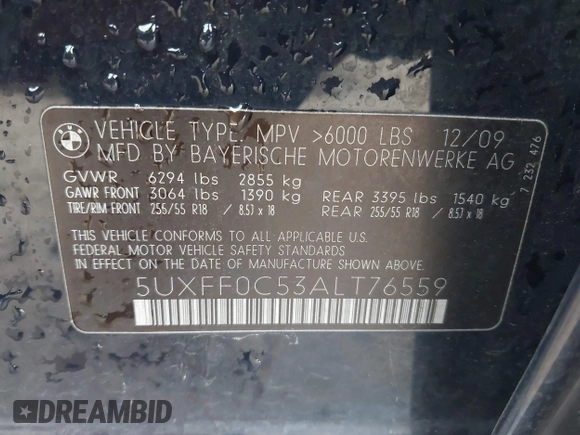 VEHICLE TYPE, MPV >6000 LBS 12/09
MFD BY BAYERISCHE MOTORENWERKE AG
GVWR 6294 lbs 2855 kg
GAWR FRONT 3064 lbs 1390 kg REAR 3395 lbs 1540 kg
TIRE/RIM FRONT 255/55 R18 / 8.5J x 18 REAR 255/55 R18 / 8.5J x 18
THIS VEHICLE CONFORMS TO ALL APPLICABLE U.S.
FEDERAL MOTOR VEHICLE SAFETY STANDARDS
IN EFFECT ON THE DATE OF MANUFACTURE SHOWN ABOVE.
5UXFF0C53ALT76559
7 232 476
DREAMBID